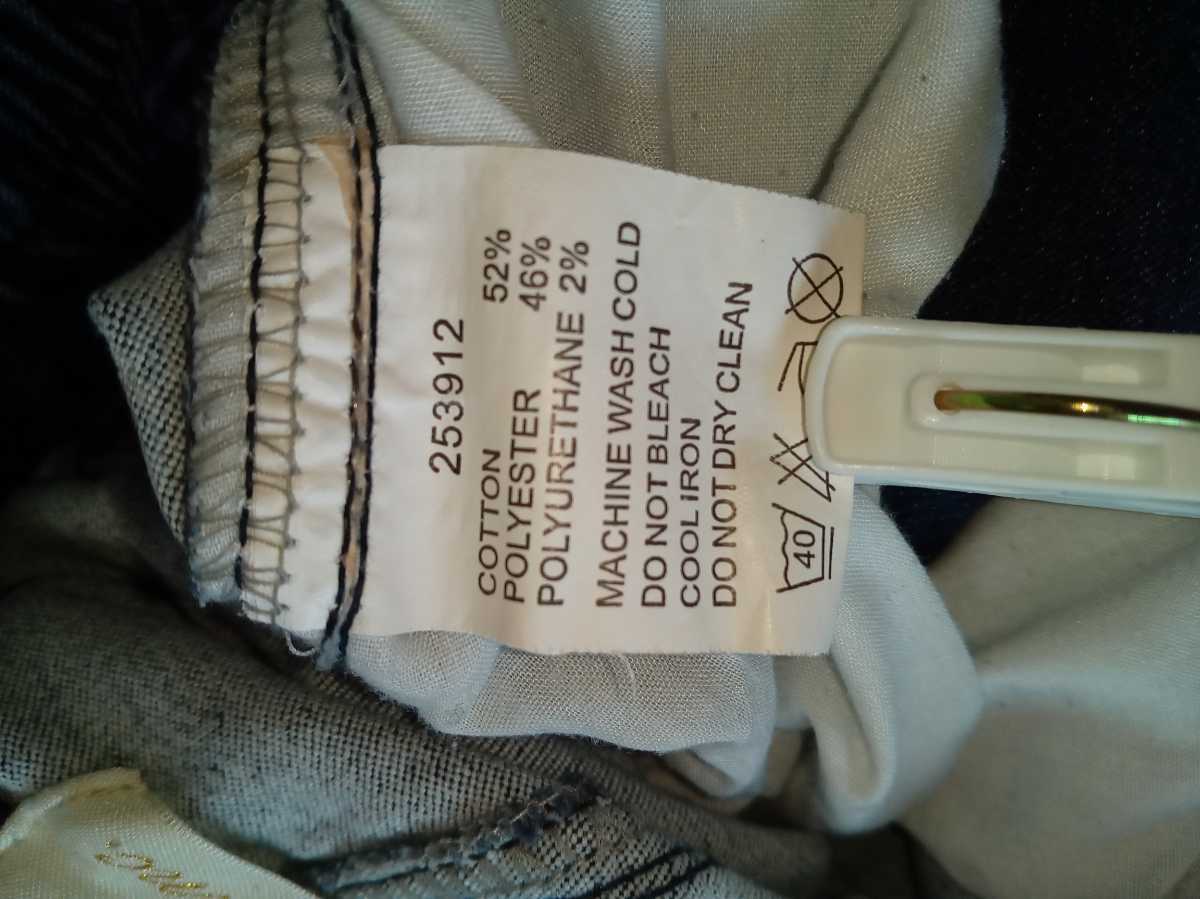 253912
COTTON 52%
POLYESTER 46%
POLYURETHANE 2%
MACHINE WASH COLD
DO NOT BLEACH
COOL IRON
DO NOT DRY CLEAN
40